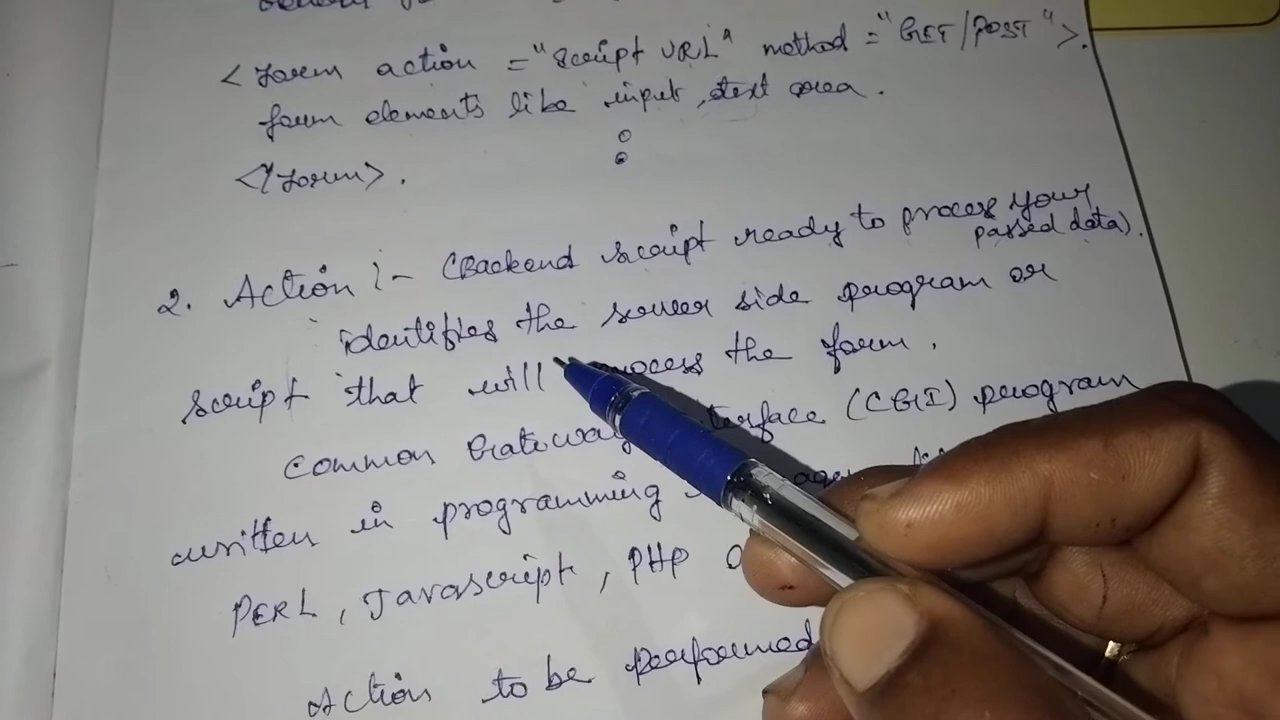 <form action = "Script URL" method = "GET/POST">.
form elements like input, text area.
</form>.
2. Action :- (Backend script ready to process your
passed data).
identifies the server side program or
script that will process the form.
Common Gateway Interface (CGI) program
written in programming
PERL, Javascript, PHP
Action to be performed